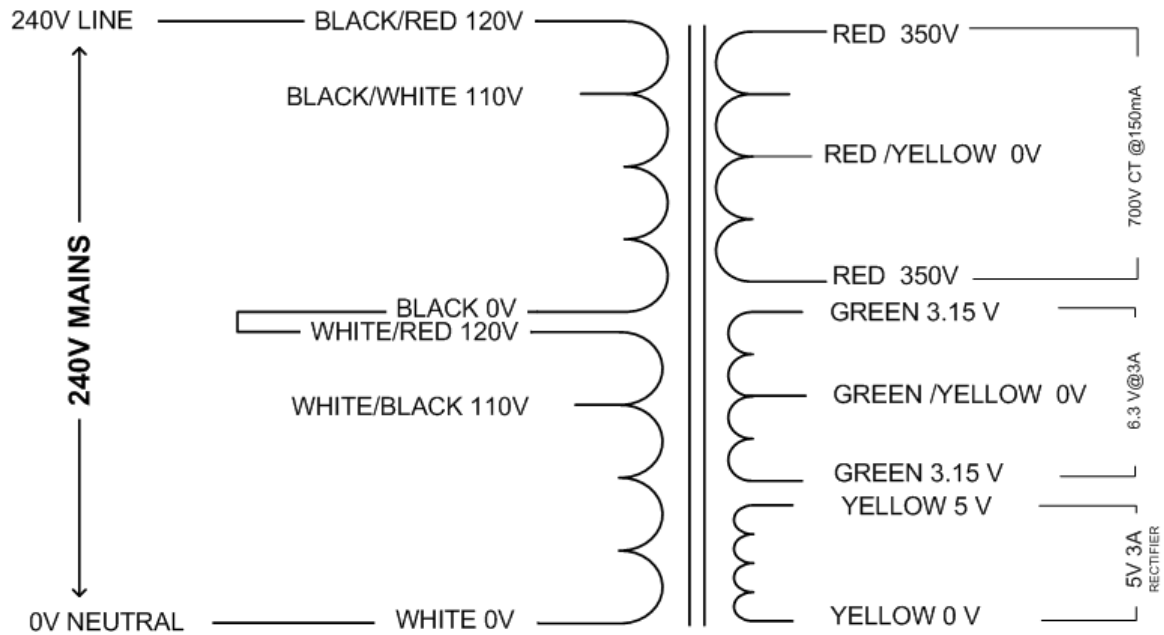 240V LINE
BLACK/RED 120V
BLACK/WHITE 110V
BLACK 0V
WHITE/RED 120V
WHITE/BLACK 110V
WHITE 0V
0V NEUTRAL
240V MAINS
RED 350V
RED /YELLOW 0V
RED 350V
700V CT @150mA
GREEN 3.15 V
GREEN /YELLOW 0V
GREEN 3.15 V
6.3 V@3A
YELLOW 5 V
YELLOW 0 V
5V 3A
RECTIFIER